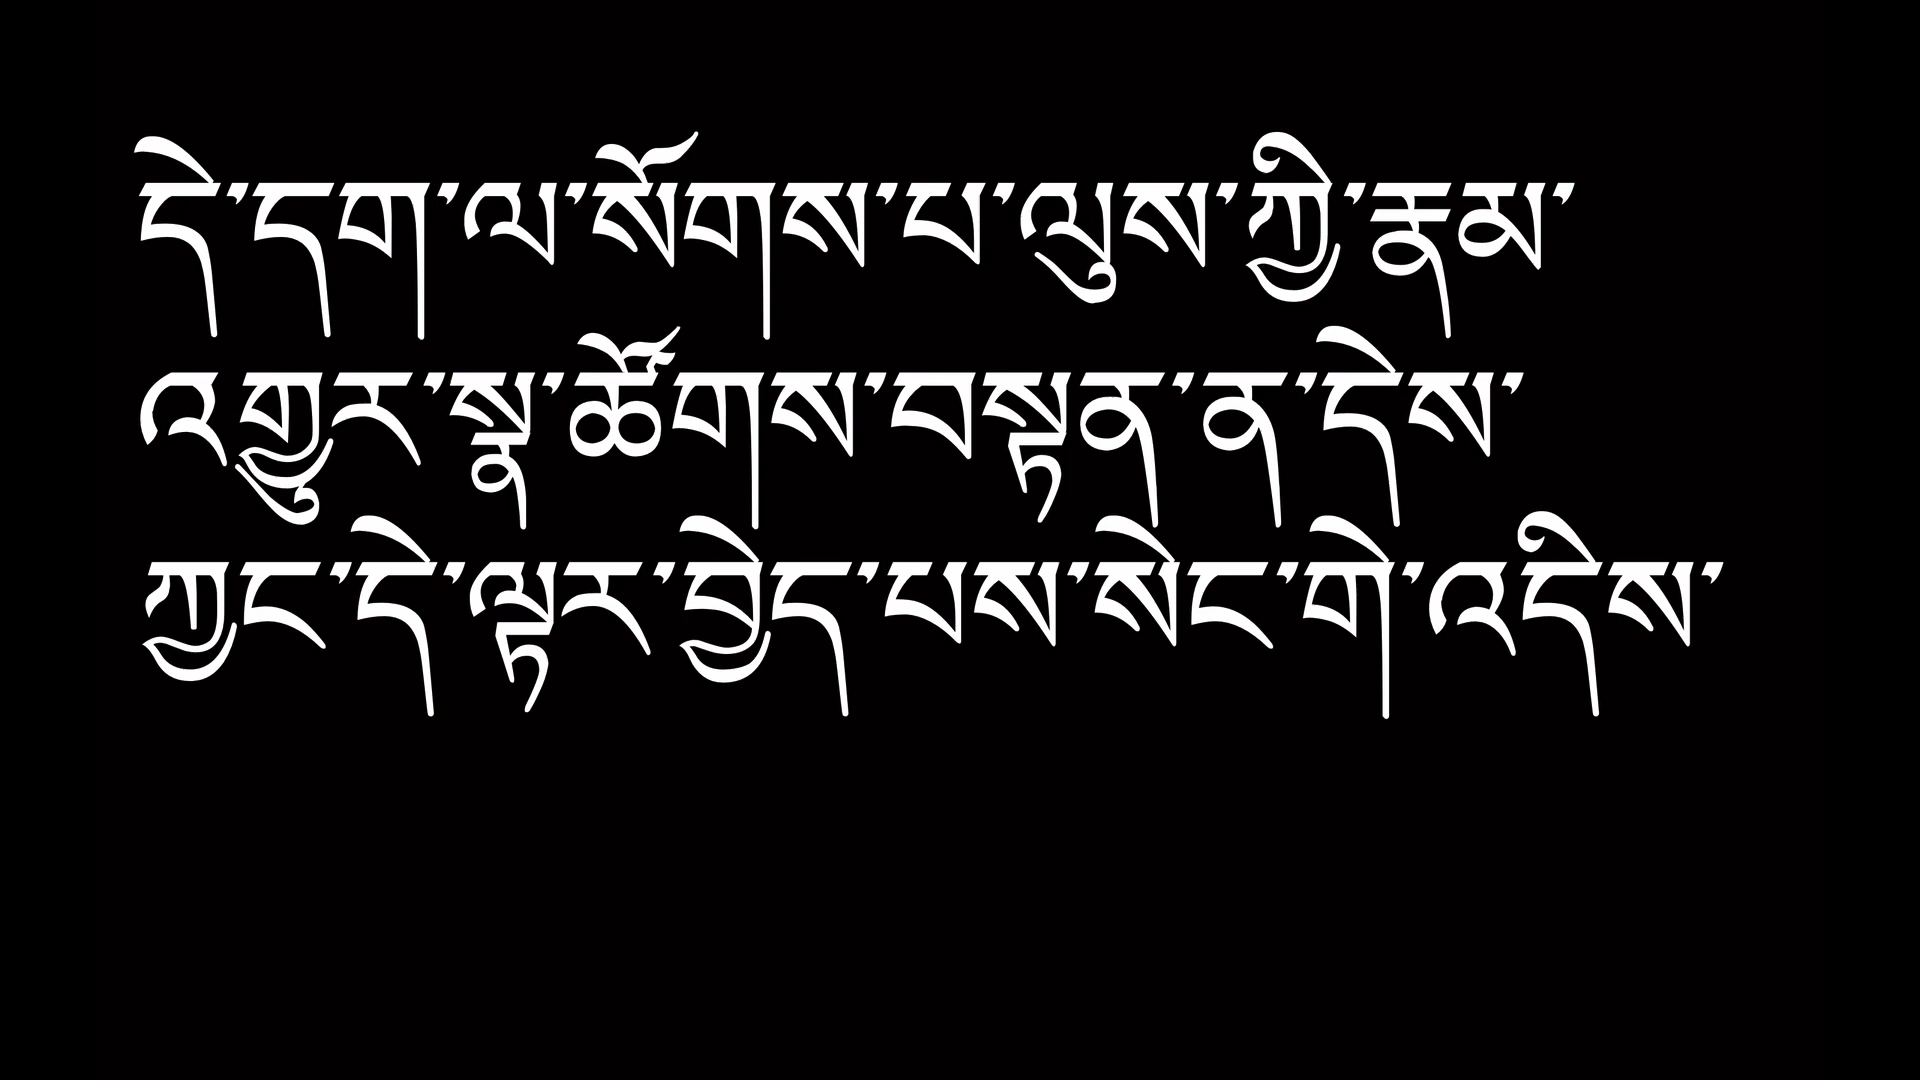 དེ་དག་ལ་སོགས་པ་ལུས་ཀྱི་རྣམ་
འགྱུར་སྣ་ཚོགས་བསྟན་ན་དེས་
ཀྱང་དེ་ལྟར་བྱེད་པས་སེང་གེ་འདིས་